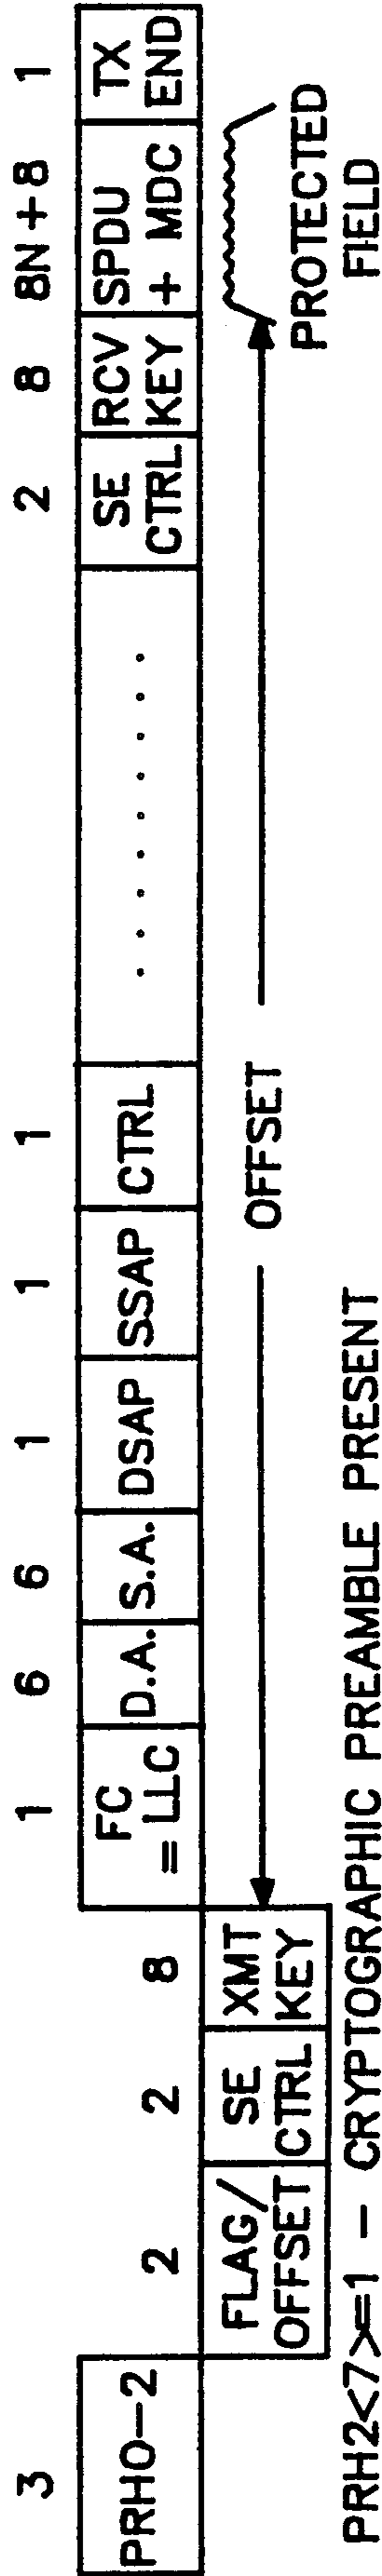 3 2 2 8 1 6 6 1 1 1 2 8 8N+8 1
PRH0-2
FLAG/
OFFSET
SE
CTRL
XMT
KEY
FC
= LLC
D.A.
S.A.
DSAP
SSAP
CTRL
. . . . . . . . .
SE
CTRL
RCV
KEY
SPDU
+ MDC
TX
END
OFFSET
PROTECTED
FIELD
PRH2<7>=1 - CRYPTOGRAPHIC PREAMBLE PRESENT